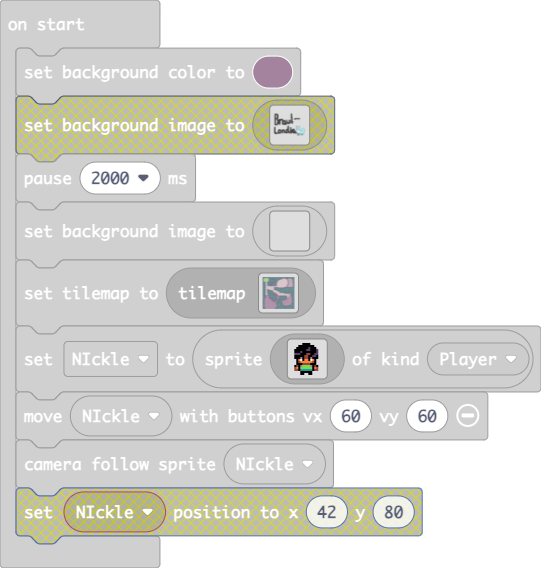 on start
set background color to
set background image to Brawl-Landia
pause 2000 ms
set background image to
set tilemap to tilemap
set NIckle to sprite of kind Player
move NIckle with buttons vx 60 vy 60
camera follow sprite NIckle
set NIckle position to x 42 y 80